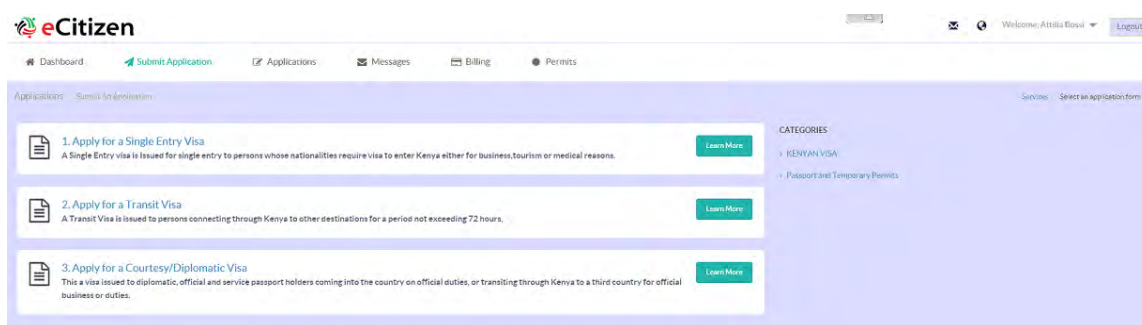 eCitizen
Welcome, Attilia Bossi
Logout
Dashboard
Submit Application
Applications
Messages
Billing
Permits
Applications Submit An Application
Services Select an application form
1. Apply for a Single Entry Visa
A Single Entry visa is Issued for single entry to persons whose nationalities require visa to enter Kenya either for business,tourism or medical reasons.
Learn More
2. Apply for a Transit Visa
A Transit Visa is issued to persons connecting through Kenya to other destinations for a period not exceeding 72 hours.
Learn More
3. Apply for a Courtesy/Diplomatic Visa
This a visa issued to diplomatic, official and service passport holders coming into the country on official duties, or transiting through Kenya to a third country for official
business or duties.
Learn More
CATEGORIES
KENYAN VISA
Passport and Temporary Permits